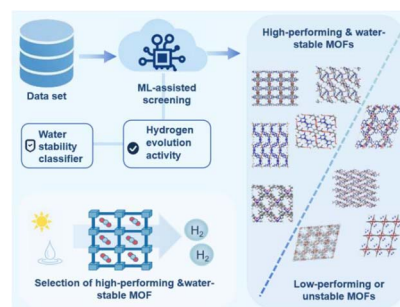 Data set
ML-assisted
screening
Water
stability
classifier
Hydrogen
evolution
activity
H2
H2
Selection of high-performing &water-
stable MOF
High-performing & water-
stable MOFs
Low-performing or
unstable MOFs